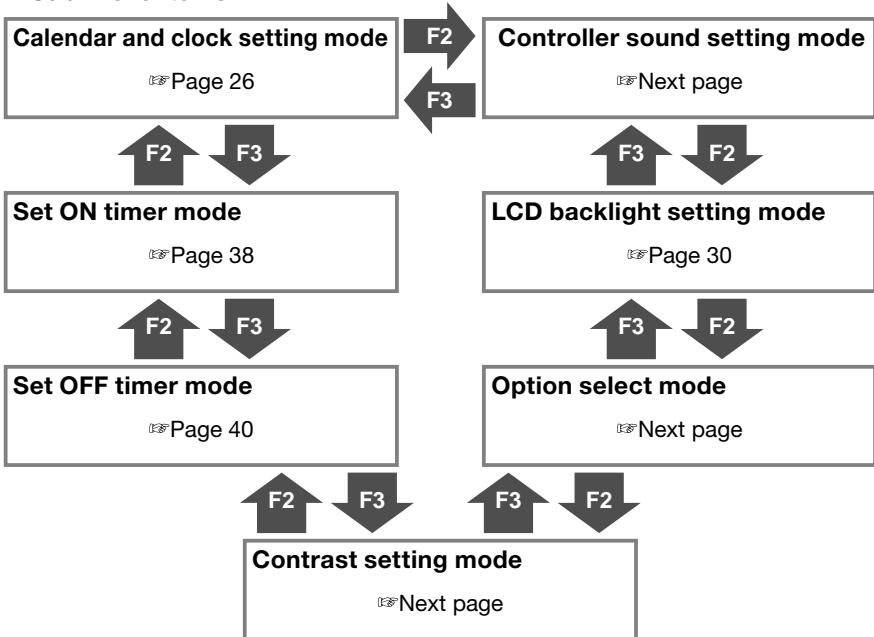 Calendar and clock setting mode F2 Controller sound setting mode
☞Page 26 F3 ☞Next page
F2 F3 F3 F2
Set ON timer mode LCD backlight setting mode
☞Page 38 ☞Page 30
F2 F3 F3 F2
Set OFF timer mode Option select mode
☞Page 40 ☞Next page
F2 F3 F3 F2
Contrast setting mode
☞Next page